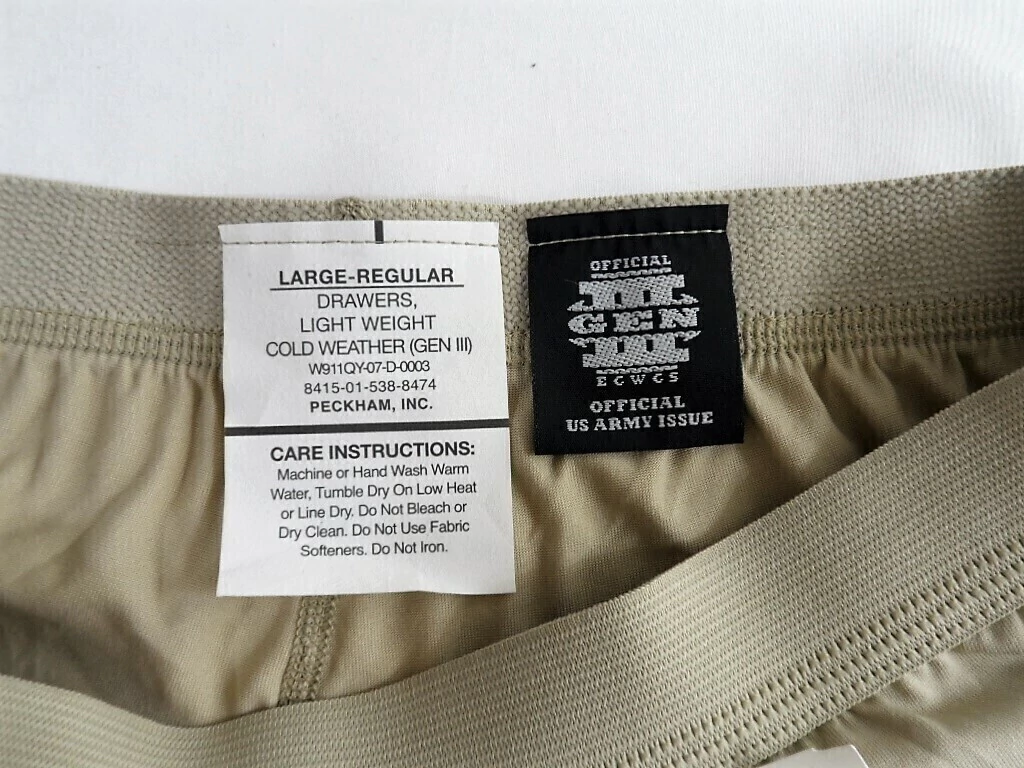 LARGE-REGULAR
DRAWERS,
LIGHT WEIGHT
COLD WEATHER (GEN III)
W911QY-07-D-0003
8415-01-538-8474
PECKHAM, INC.
CARE INSTRUCTIONS:
Machine or Hand Wash Warm
Water, Tumble Dry On Low Heat
or Line Dry. Do Not Bleach or
Dry Clean. Do Not Use Fabric
Softeners. Do Not Iron.
OFFICIAL
III
GEN
ECWCS
OFFICIAL
US ARMY ISSUE